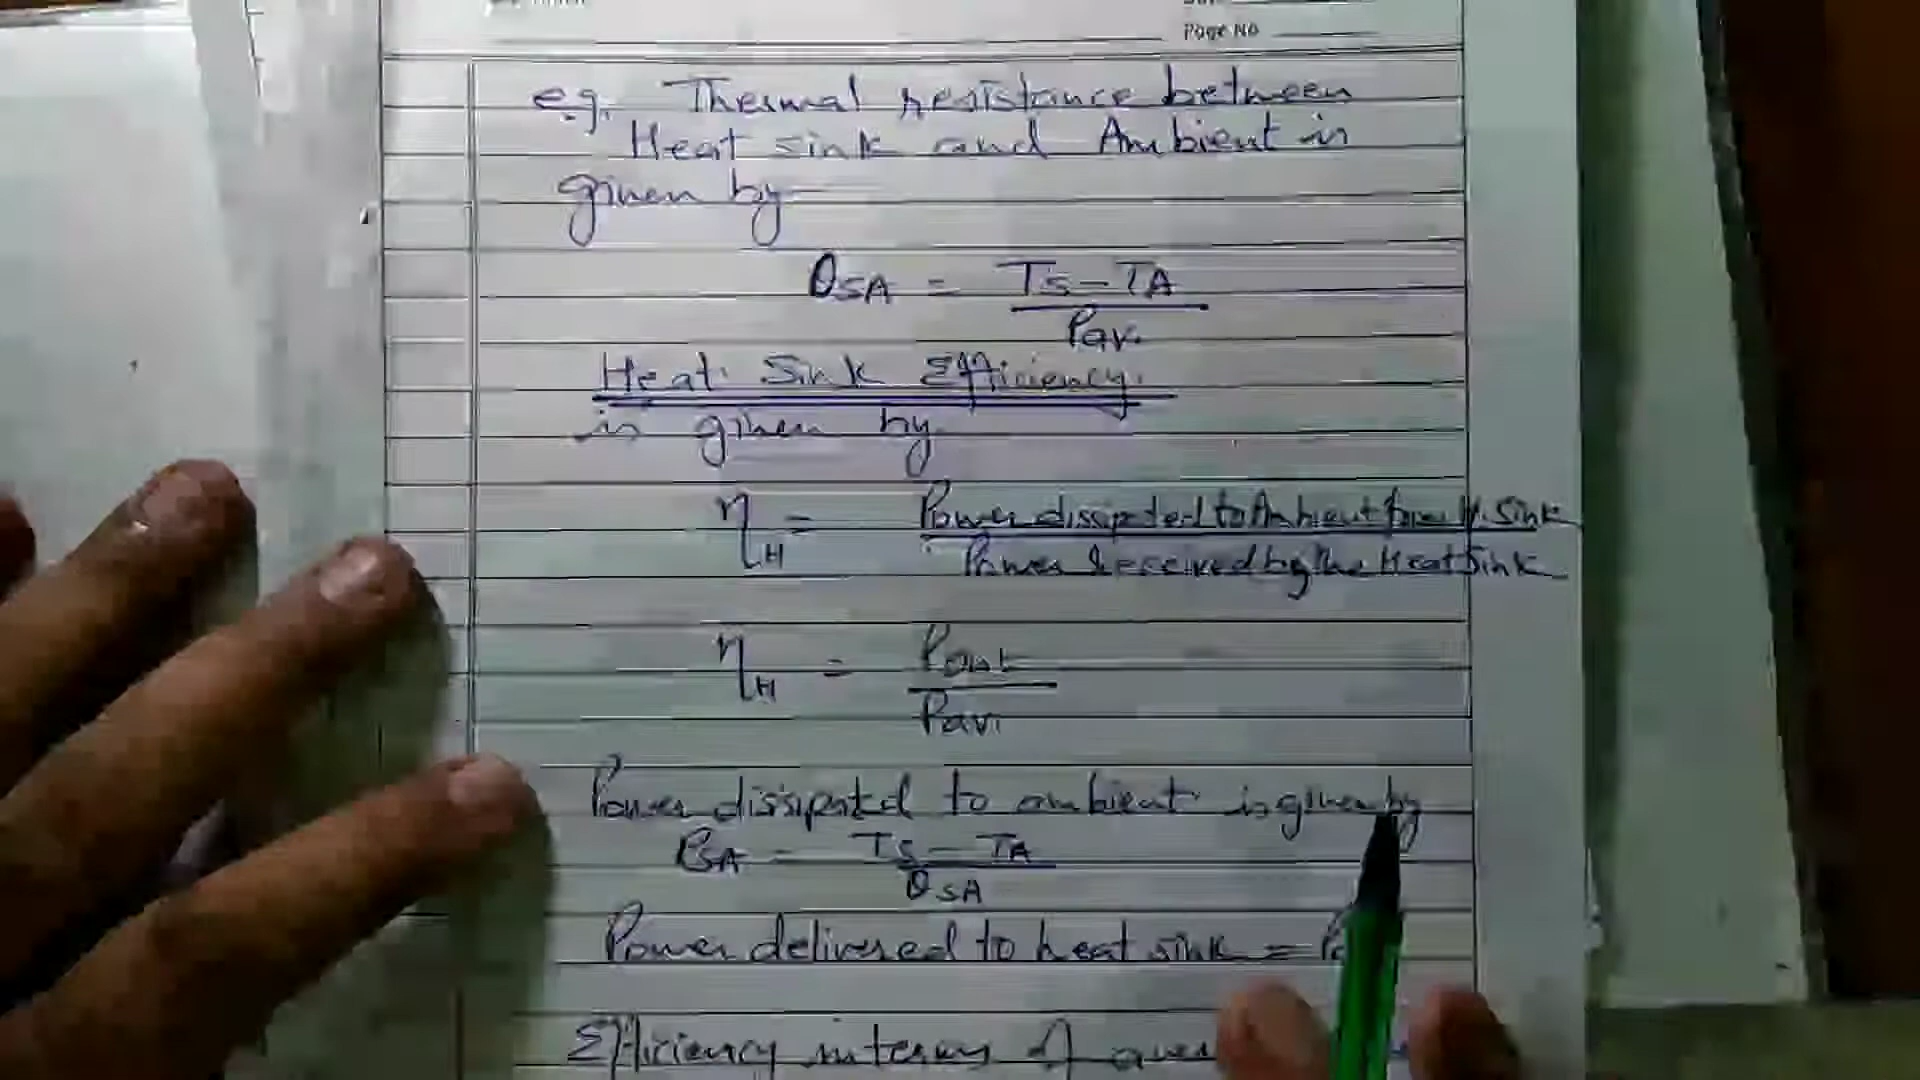 Page No
e.g. Thermal resistance between
Heat sink and Ambient is
given by
θSA = TS - TA
Pav.
Heat Sink Efficiency.
is given by
ηH = Power dissipated to Ambient from H. Sink
Power received by the Heat Sink
ηH = Pout
Pav.
Power dissipated to ambient is given by
PSA = TS - TA
θSA
Power delivered to heat sink =
Efficiency in terms of